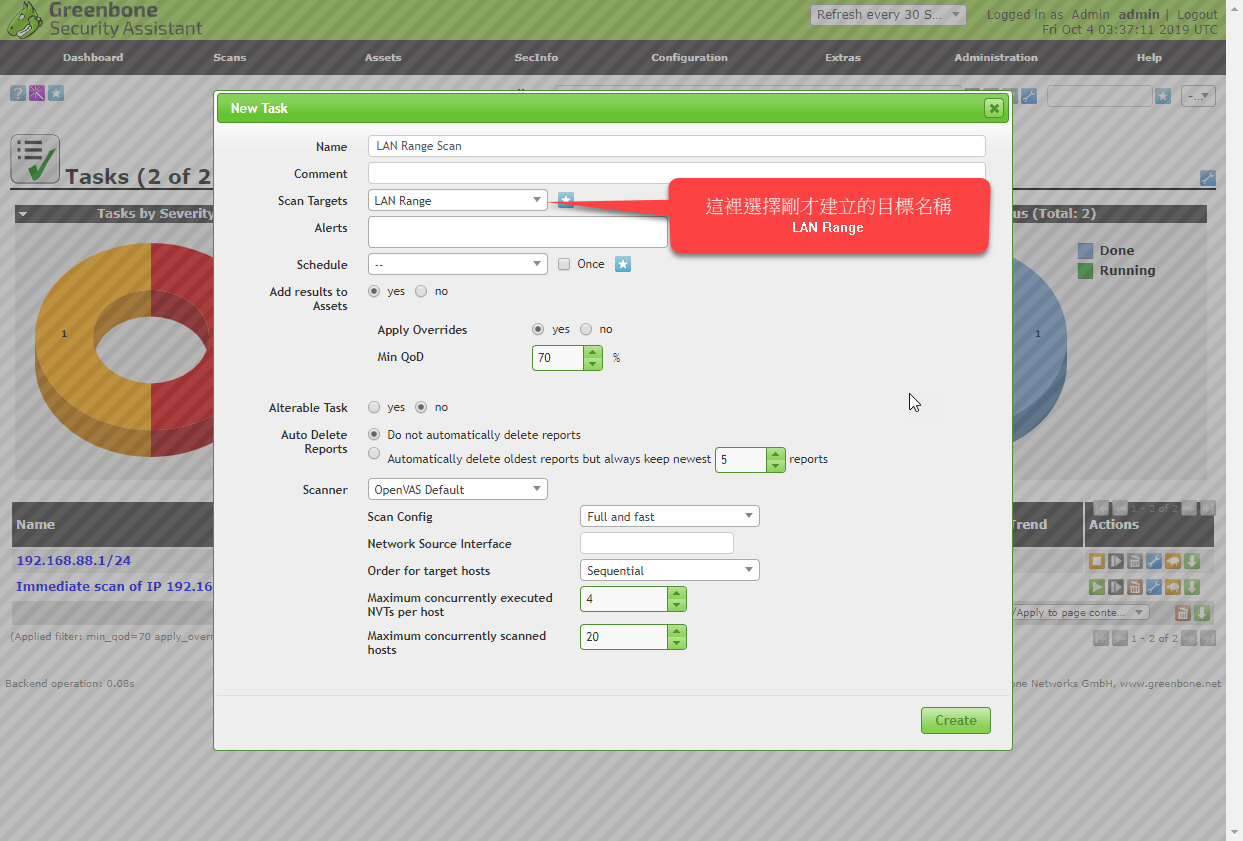 Greenbone
Security Assistant
Refresh every 30 S...
Logged in as Admin admin | Logout
Fri Oct 4 03:37:11 2019 UTC
Dashboard Scans Assets SecInfo Configuration Extras Administration Help
New Task
Name LAN Range Scan
Comment
Scan Targets LAN Range
這裡選擇剛才建立的目標名稱
LAN Range
Alerts
Schedule -- Once
Add results to
Assets
yes no
Apply Overrides yes no
Min QoD 70 %
Alterable Task yes no
Auto Delete
Reports
Do not automatically delete reports
Automatically delete oldest reports but always keep newest 5 reports
Scanner OpenVAS Default
Scan Config Full and fast
Network Source Interface
Order for target hosts Sequential
Maximum concurrently executed
NVTs per host
4
Maximum concurrently scanned
hosts
20
Create
Tasks (2 of 2
Tasks by Severity
us (Total: 2)
Done
Running
1
1
Name
Trend
Actions
1 - 2 of 2
192.168.88.1/24
Immediate scan of IP 192.16
/Apply to page conte...
(Applied filter: min_qod=70 apply_overr
1 - 2 of 2
Backend operation: 0.08s
one Networks GmbH, www.greenbone.net